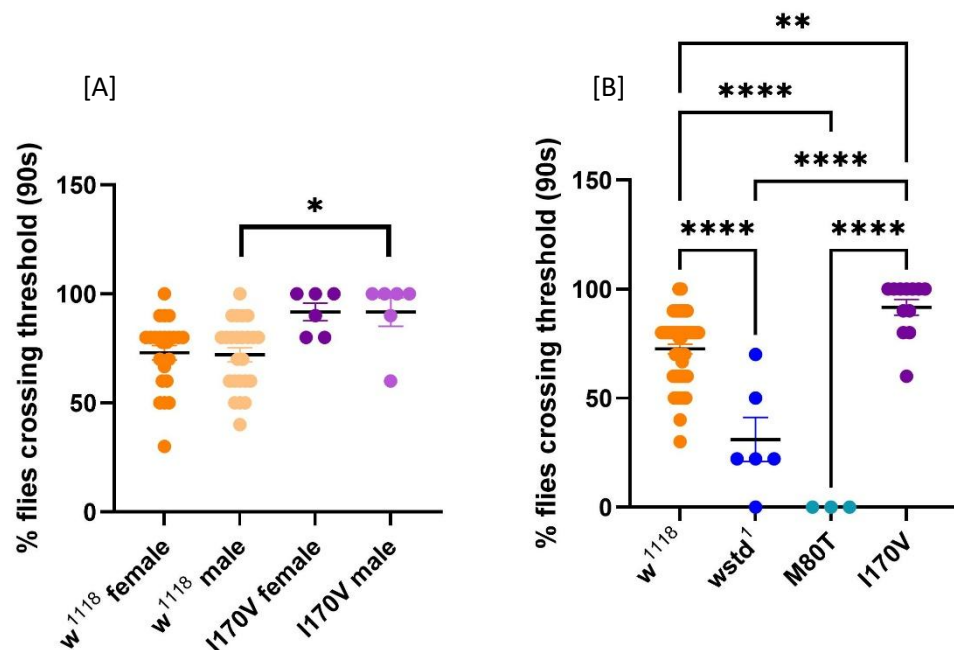 [A]
% flies crossing threshold (90s)
150
100
50
0
*
w¹¹¹⁸ female
w¹¹¹⁸ male
I170V female
I170V male
[B]
% flies crossing threshold (90s)
150
100
50
0
**
****
****
****
****
w¹¹¹⁸
wstd¹
M80T
I170V